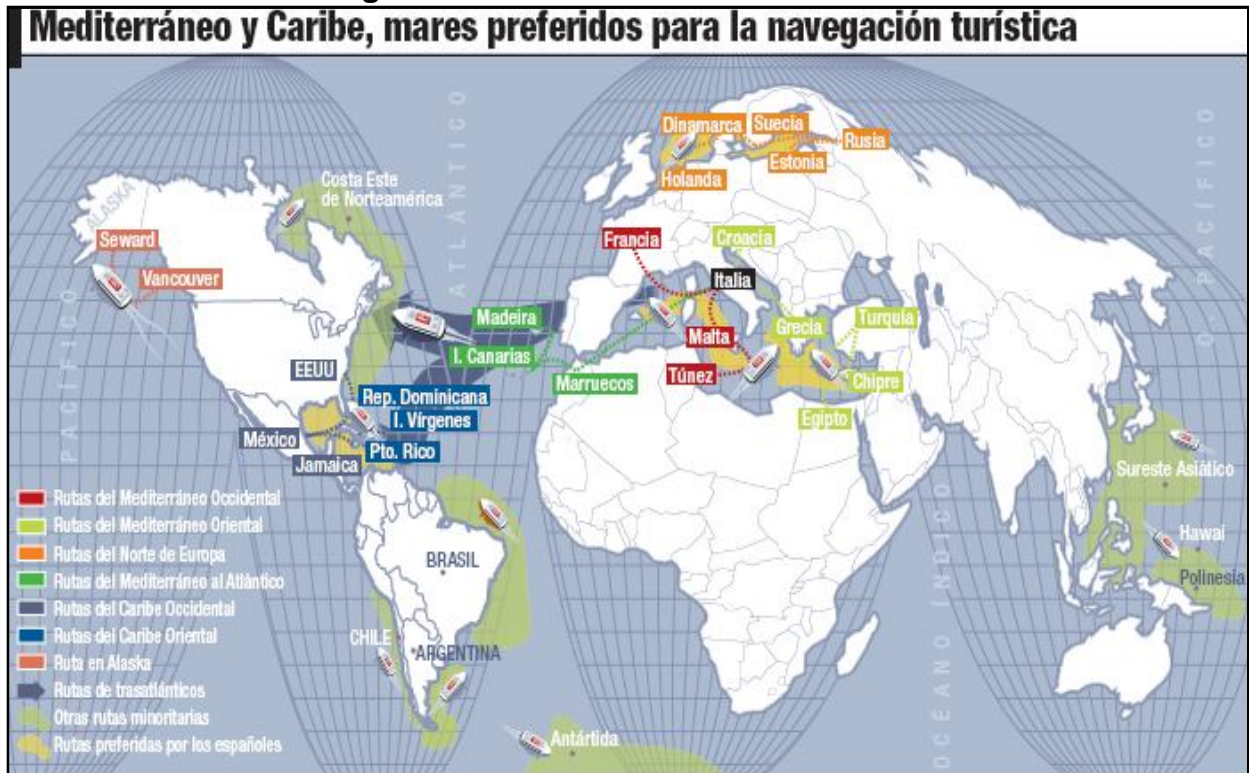 Mediterráneo y Caribe, mares preferidos para la navegación turística
ATLÁNTICO
PACÍFICO
Dinamarca
Suecia
Rusia
Estonia
Holanda
Costa Este
de Norteamérica
ALASKA
Seward
Vancouver
Francia
Croacia
Italia
Madeira
Malta
Grecia
Turquía
I. Canarias
Marruecos
Túnez
Chipre
Egipto
PACÍFICO
EEUU
Rep. Dominicana
I. Vírgenes
México
Jamaica
Pto. Rico
Sureste Asiático
Hawai
Polinesia
OCÉANO ÍNDICO
BRASIL
CHILE
ARGENTINA
Antártida
Rutas del Mediterráneo Occidental
Rutas del Mediterráneo Oriental
Rutas del Norte de Europa
Rutas del Mediterráneo al Atlántico
Rutas del Caribe Occidental
Rutas del Caribe Oriental
Ruta en Alaska
Rutas de trasatlánticos
Otras rutas minoritarias
Rutas preferidas por los españoles